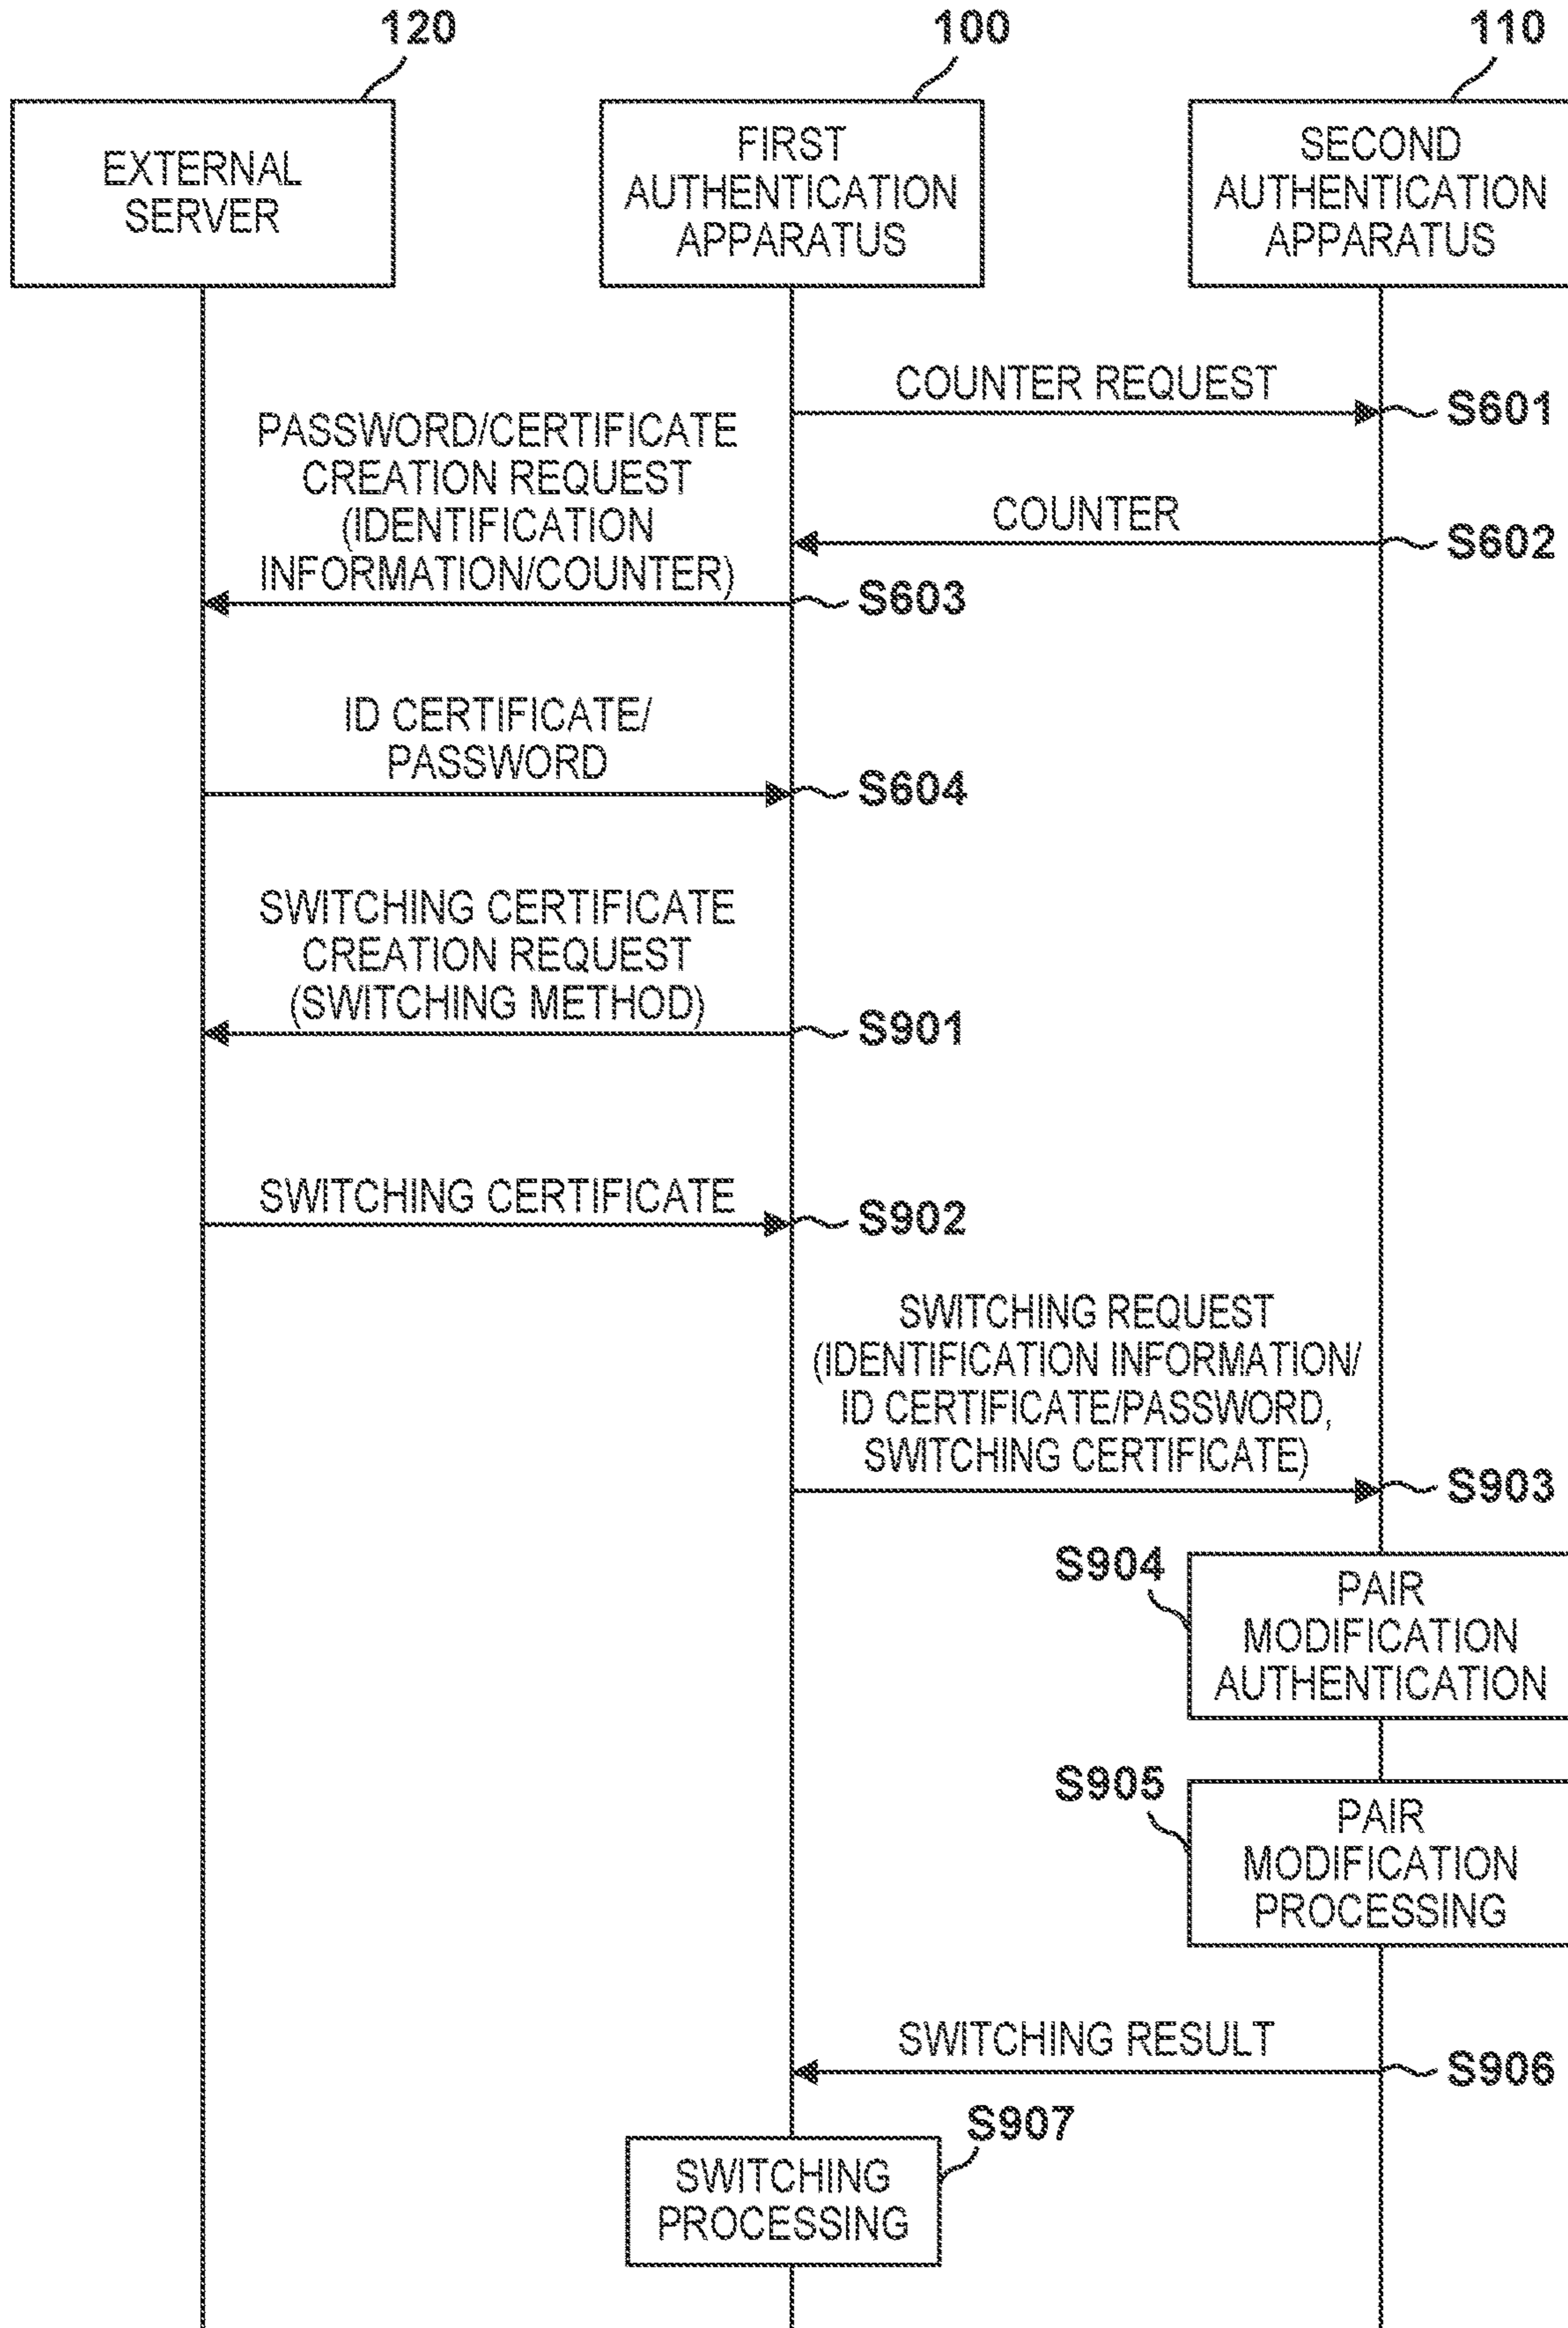 120
100
110
EXTERNAL
SERVER
FIRST
AUTHENTICATION
APPARATUS
SECOND
AUTHENTICATION
APPARATUS
COUNTER REQUEST
S601
PASSWORD/CERTIFICATE
CREATION REQUEST
(IDENTIFICATION
INFORMATION/COUNTER)
COUNTER
S602
S603
ID CERTIFICATE/
PASSWORD
S604
SWITCHING CERTIFICATE
CREATION REQUEST
(SWITCHING METHOD)
S901
SWITCHING CERTIFICATE
S902
SWITCHING REQUEST
(IDENTIFICATION INFORMATION/
ID CERTIFICATE/PASSWORD,
SWITCHING CERTIFICATE)
S903
S904
PAIR
MODIFICATION
AUTHENTICATION
S905
PAIR
MODIFICATION
PROCESSING
SWITCHING RESULT
S906
S907
SWITCHING
PROCESSING